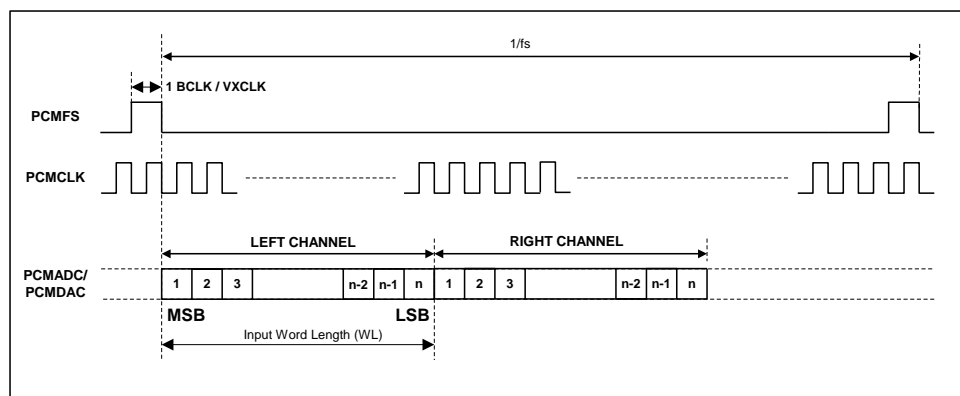 1/fs
1 BCLK / VXCLK
PCMFS
PCMCLK
LEFT CHANNEL
RIGHT CHANNEL
PCMADC/
PCMDAC
1 2 3 n-2 n-1 n 1 2 3 n-2 n-1 n
MSB LSB
Input Word Length (WL)